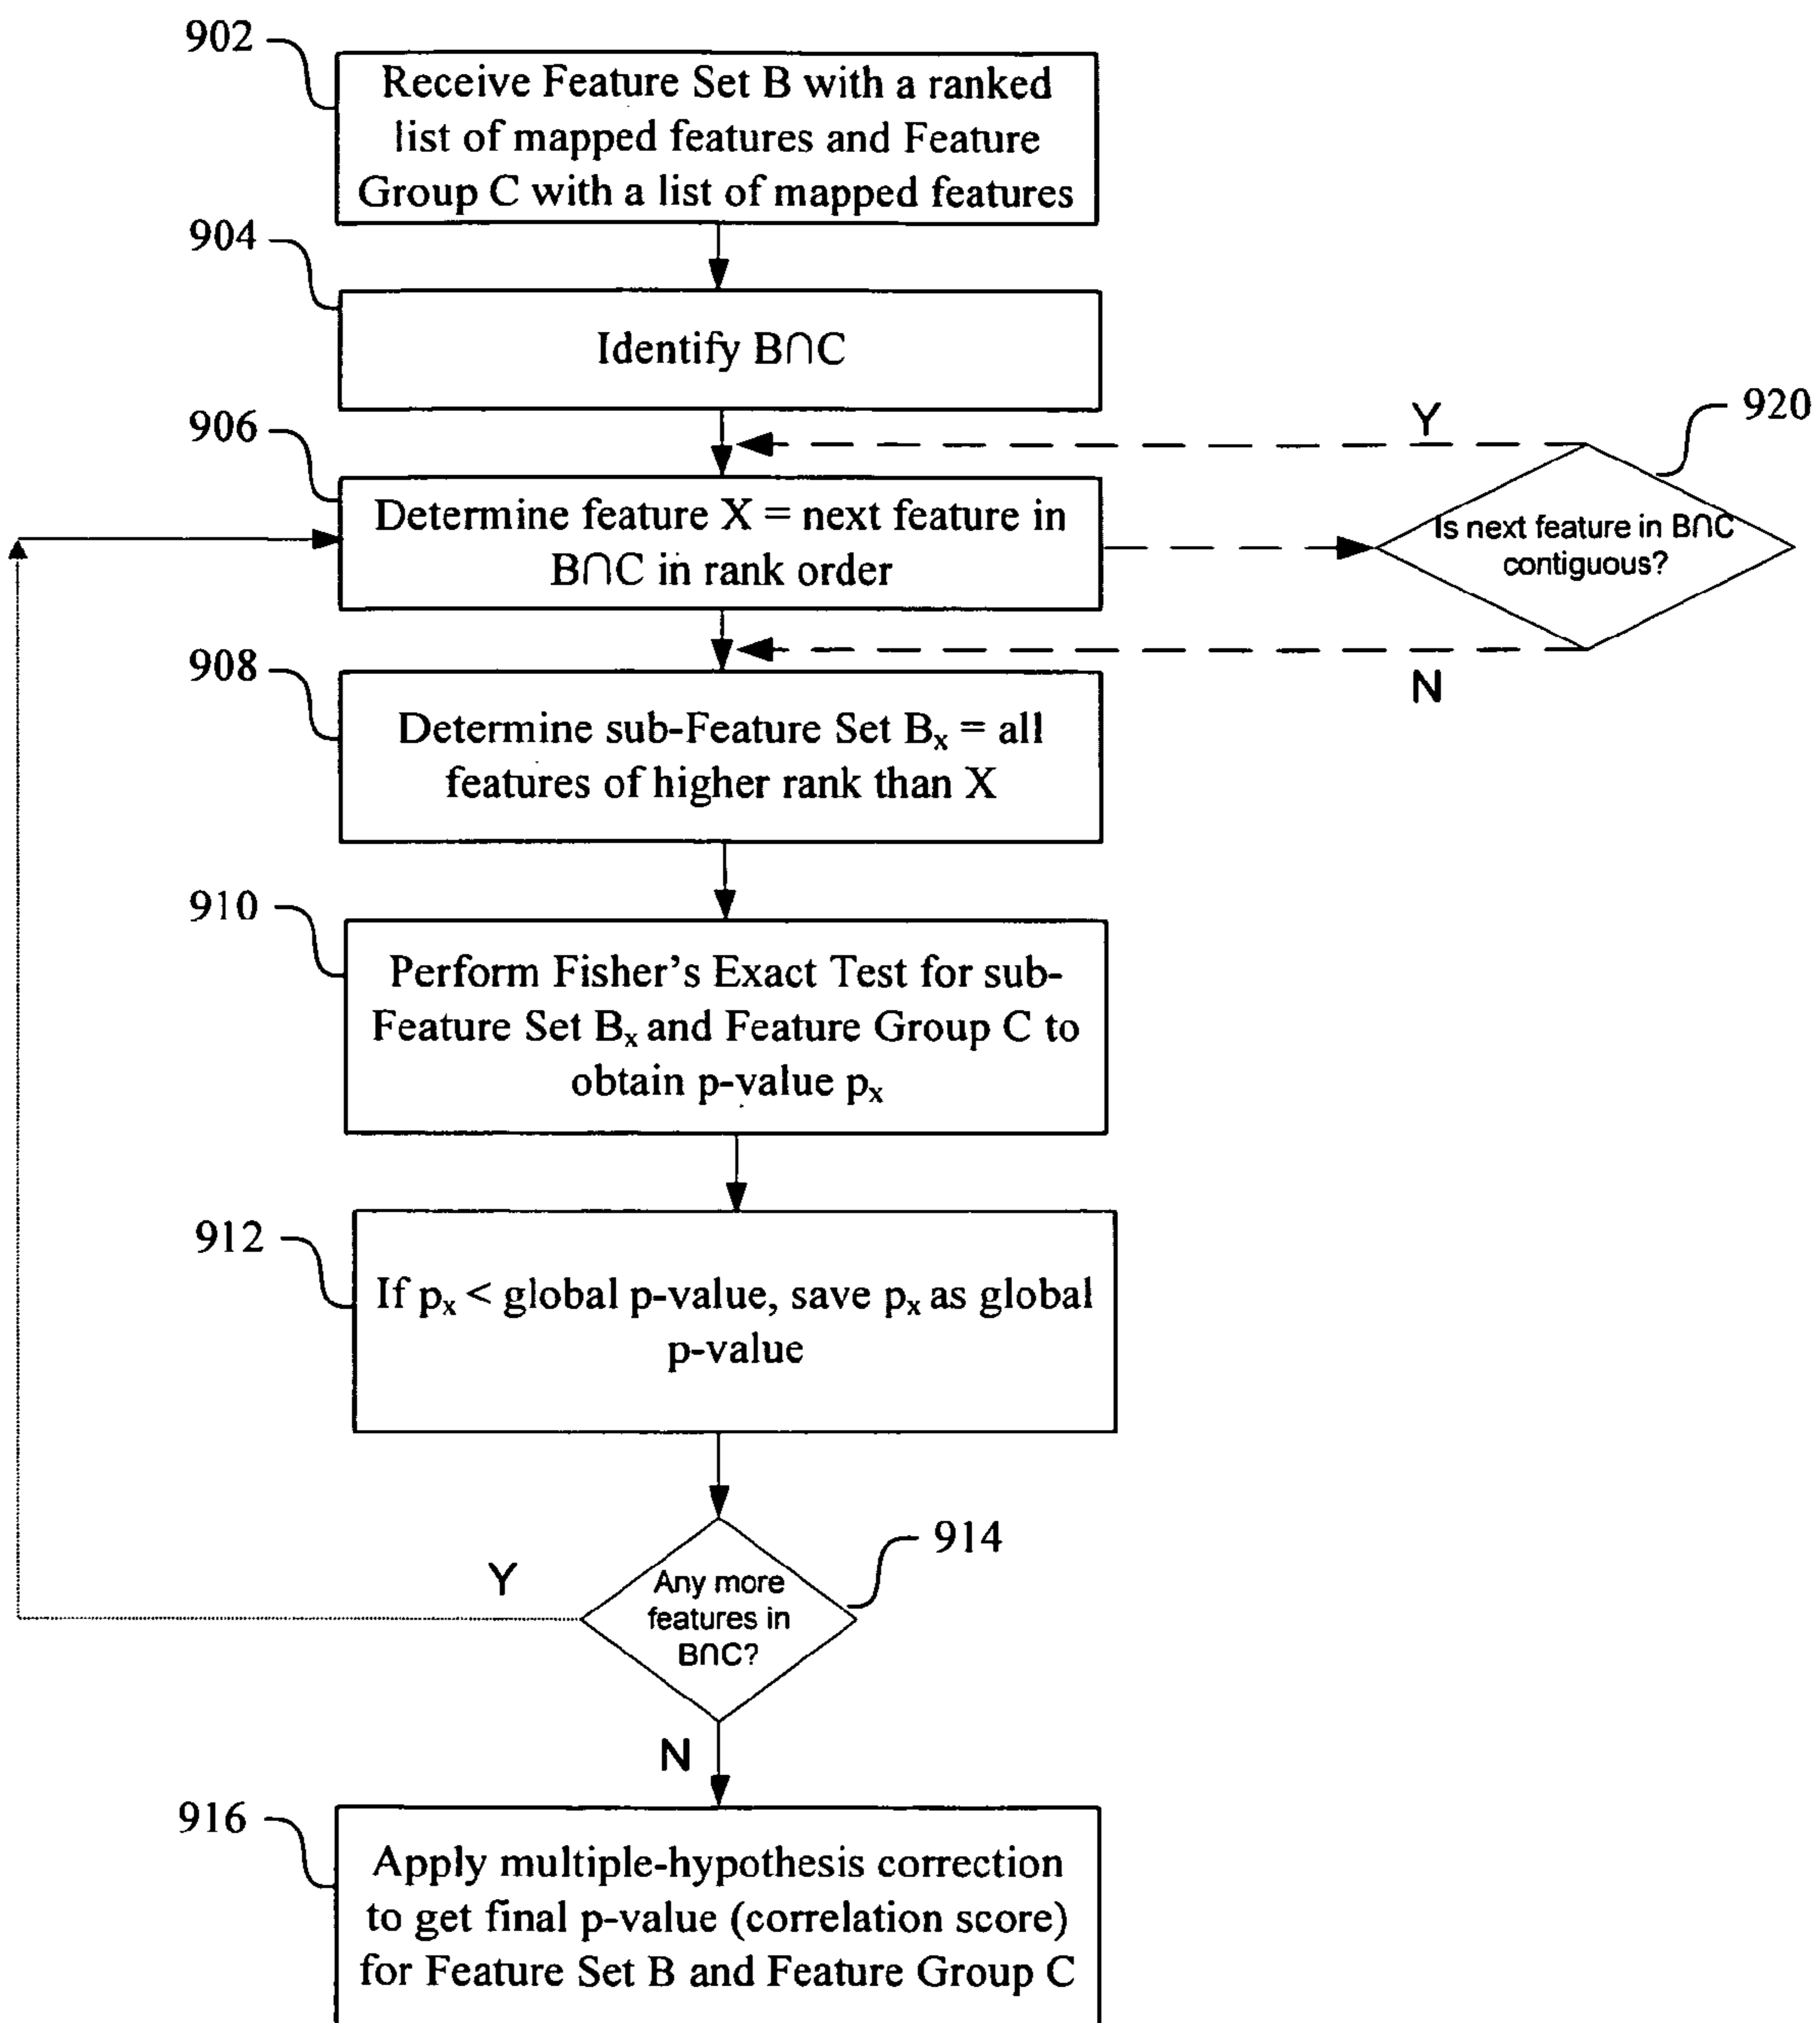 902
Receive Feature Set B with a ranked
list of mapped features and Feature
Group C with a list of mapped features
904
Identify B∩C
906
Determine feature X = next feature in
B∩C in rank order
Y
920
Is next feature in B∩C
contiguous?
N
908
Determine sub-Feature Set Bₓ = all
features of higher rank than X
910
Perform Fisher's Exact Test for sub-
Feature Set Bₓ and Feature Group C to
obtain p-value pₓ
912
If pₓ < global p-value, save pₓ as global
p-value
914
Any more
features in
B∩C?
Y
N
916
Apply multiple-hypothesis correction
to get final p-value (correlation score)
for Feature Set B and Feature Group C